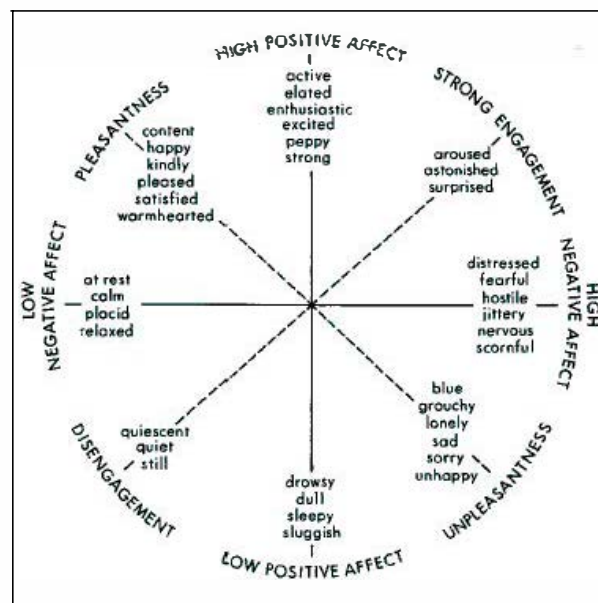 HIGH POSITIVE AFFECT
active
elated
enthusiastic
excited
peppy
strong
STRONG ENGAGEMENT
aroused
astonished
surprised
HIGH
NEGATIVE AFFECT
distressed
fearful
hostile
jittery
nervous
scornful
UNPLEASANTNESS
blue
grouchy
lonely
sad
sorry
unhappy
LOW POSITIVE AFFECT
drowsy
dull
sleepy
sluggish
DISENGAGEMENT
quiescent
quiet
still
LOW
NEGATIVE AFFECT
at rest
calm
placid
relaxed
PLEASANTNESS
content
happy
kindly
pleased
satisfied
warmhearted